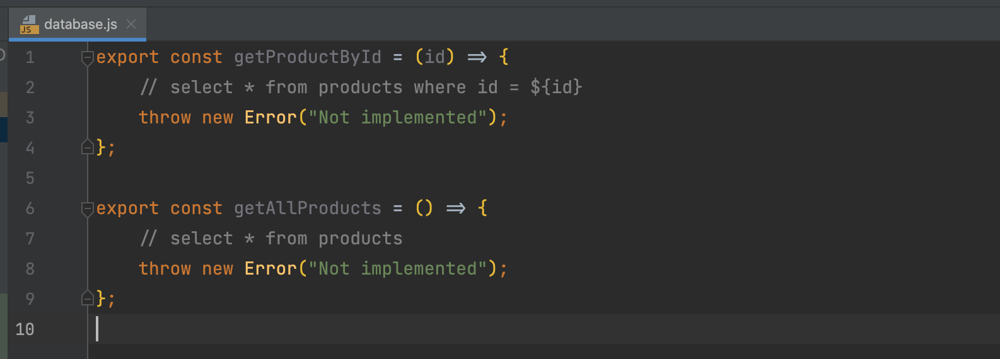 JS database.js
1 export const getProductById = (id) => {
2 // select * from products where id = ${id}
3 throw new Error("Not implemented");
4 };
5
6 export const getAllProducts = () => {
7 // select * from products
8 throw new Error("Not implemented");
9 };
10